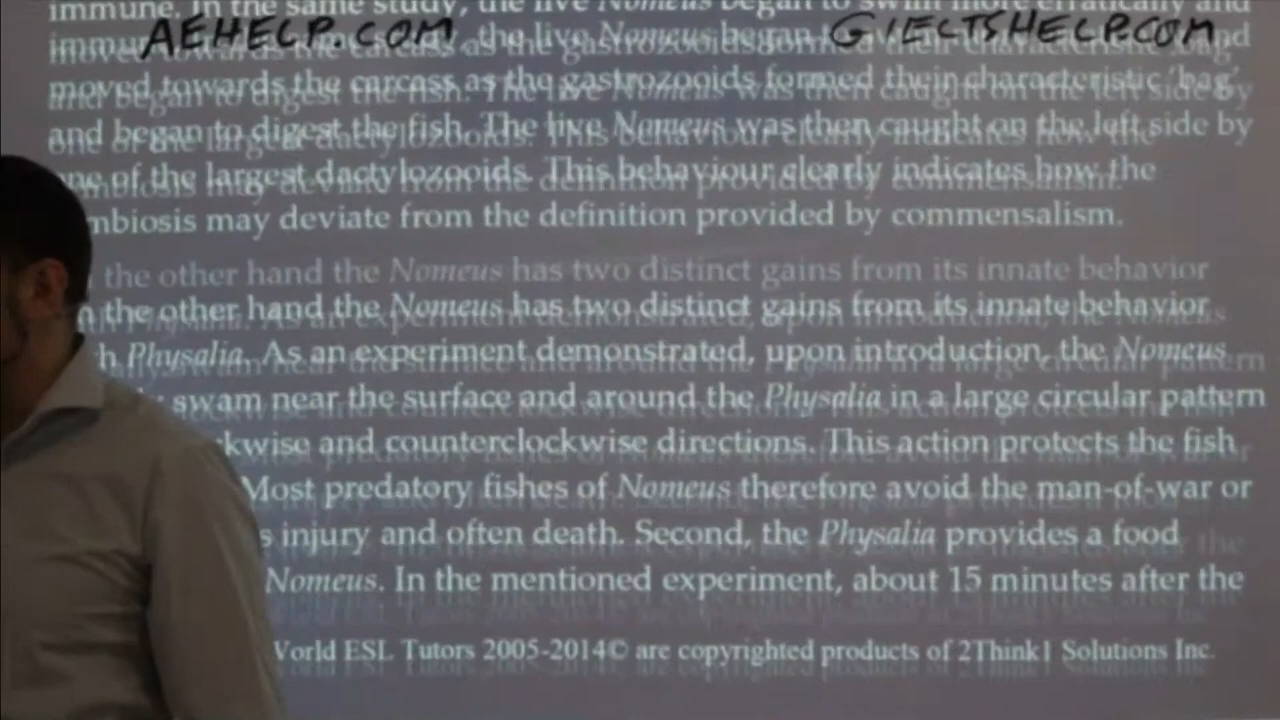 immune. In the same study, the live Nomeus began to swim more erratically and
AEHELP.COM
GIELTSHELP.COM
moved towards the carcass as the gastrozooids formed their characteristic 'bag'
and began to digest the fish. The live Nomeus was then caught on the left side by
one of the largest dactylozooids. This behaviour clearly indicates how the
mbiosis may deviate from the definition provided by commensalism.
n the other hand the Nomeus has two distinct gains from its innate behavior
h Physalia. As an experiment demonstrated, upon introduction, the Nomeus
swam near the surface and around the Physalia in a large circular pattern
kwise and counterclockwise directions. This action protects the fish
Most predatory fishes of Nomeus therefore avoid the man-of-war or
s injury and often death. Second, the Physalia provides a food
Nomeus. In the mentioned experiment, about 15 minutes after the
World ESL Tutors 2005-2014© are copyrighted products of 2Think1 Solutions Inc.